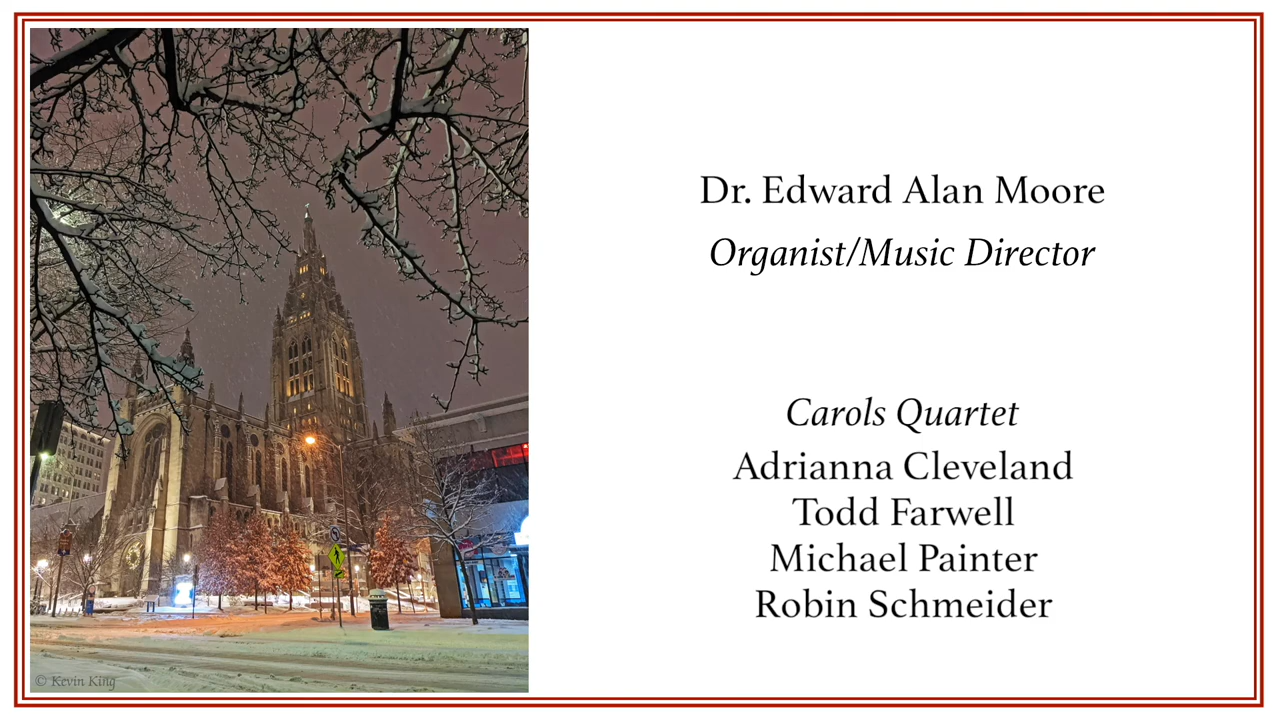 Dr. Edward Alan Moore
Organist/Music Director
Carols Quartet
Adrianna Cleveland
Todd Farwell
Michael Painter
Robin Schmeider
© Kevin King